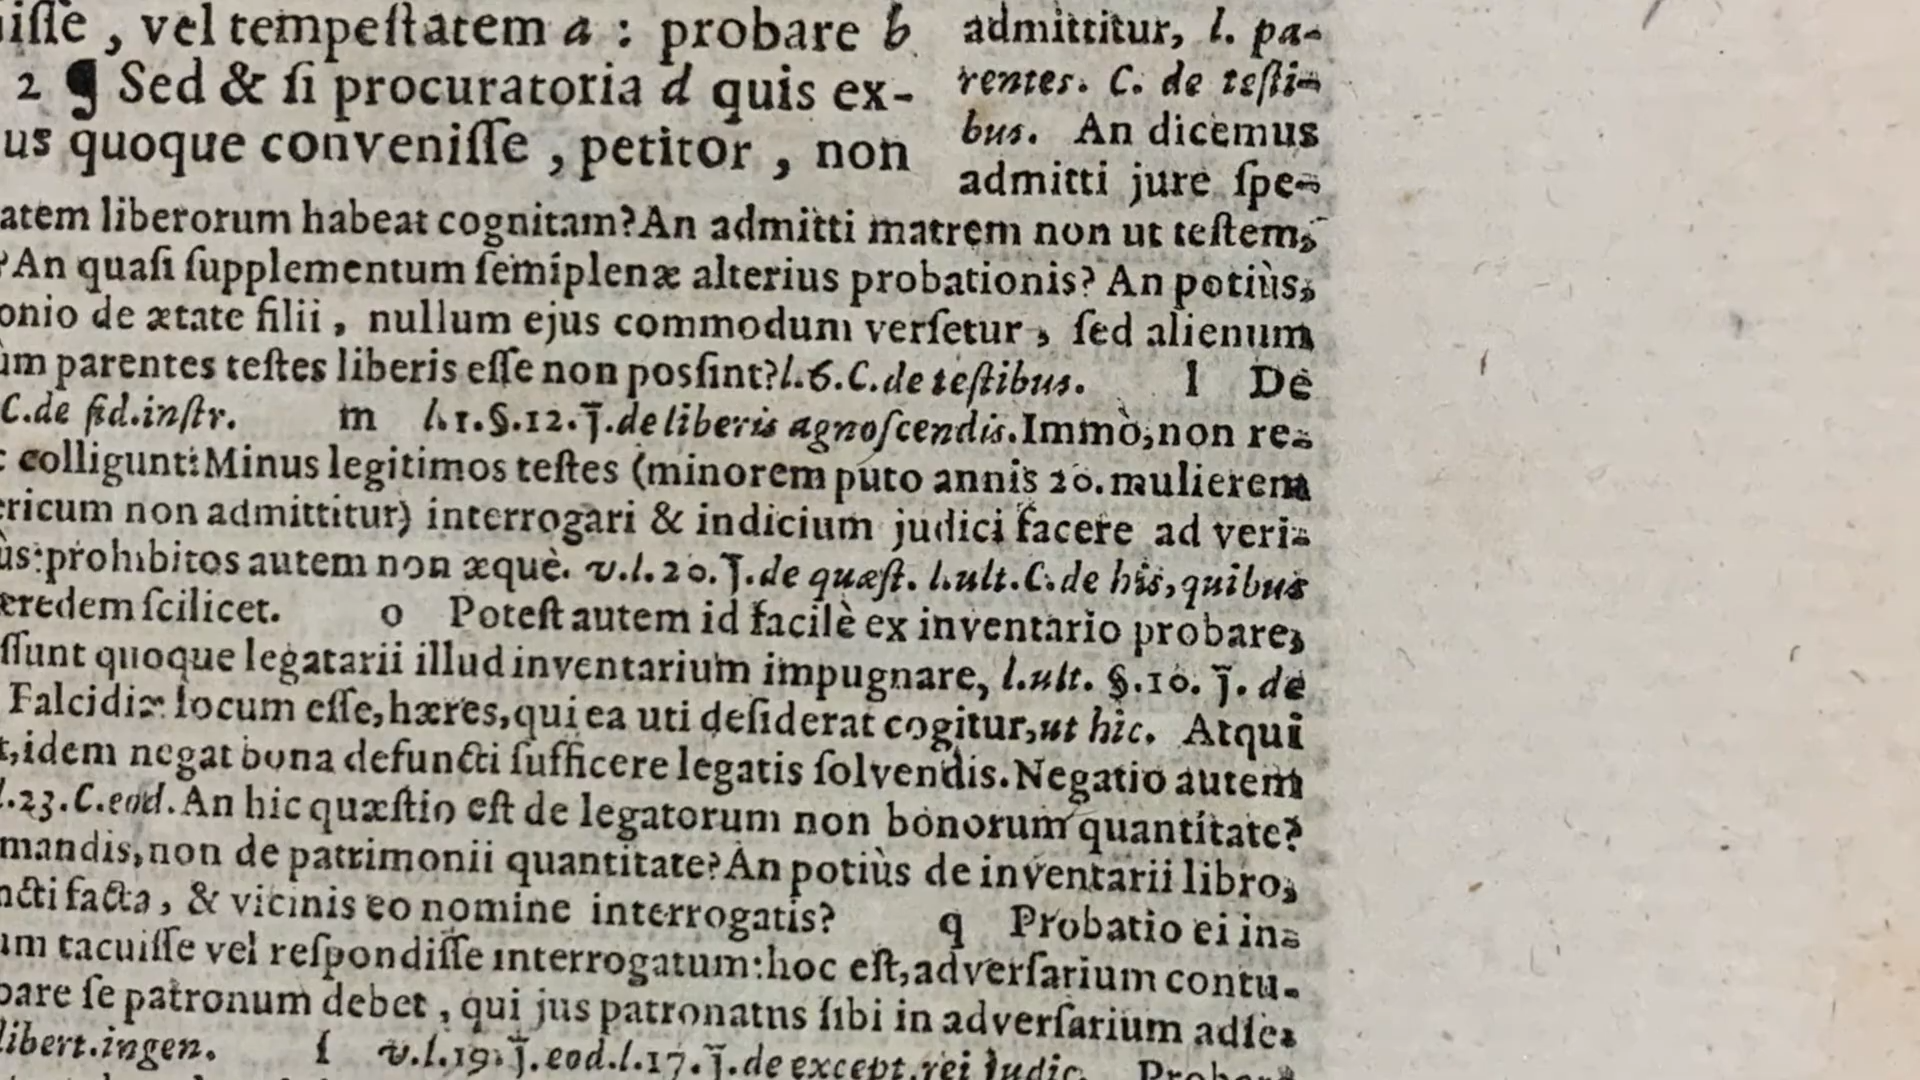 iſſe, vel tempeſtatem a : probare b
2 ¶ Sed & ſi procuratoria d quis ex-
us quoque conveniſſe, petitor, non
admittitur, l. pa-
rentes. C. de teſti-
bus. An dicemus
admitti jure ſpe-
atem liberorum habeat cognitam? An admitti matrem non ut teſtem,
? An quaſi ſupplementum ſemiplenæ alterius probationis? An potiùs,
onio de ætate filii, nullum ejus commodum verſetur, ſed alienum
ùm parentes teſtes liberis eſſe non posſint? l. 6. C. de teſtibus. l De
C. de fid. inſtr. m l. 1. §. 12. J̄. de liberis agnoſcendis. Immò, non re-
: colligunt: Minus legitimos teſtes (minorem puto annis 20. mulierem
ricum non admittitur) interrogari & indicium judici facere ad veri-
ùs: prohibitos autem non æquè. v. l. 20. J̄. de quæſt. l. ult. C. de his, quibus
eredem ſcilicet. o Poteſt autem id facilè ex inventario probare,
ſſunt quoque legatarii illud inventarium impugnare, l. ult. §. 10. J̄. de
Falcidiæ locum eſſe, hæres, qui ea uti deſiderat cogitur, ut hic. Atqui
t, idem negat bona defuncti ſufficere legatis ſolvendis. Negatio autem
l. 23. C. eod. An hic quæſtio eſt de legatorum non bonorum quantitate?
mandis, non de patrimonii quantitate? An potiùs de inventarii libro,
ncti facta, & vicinis eo nomine interrogatis? q Probatio ei in-
um tacuiſſe vel reſpondiſſe interrogatum: hoc eſt, adverſarium contu-
bare ſe patronum debet, qui jus patronatus ſibi in adverſarium adſe-
libert. ingen. ſ v. l. 19. J̄. eod. l. 17. J̄. de except. rei judic. Probare